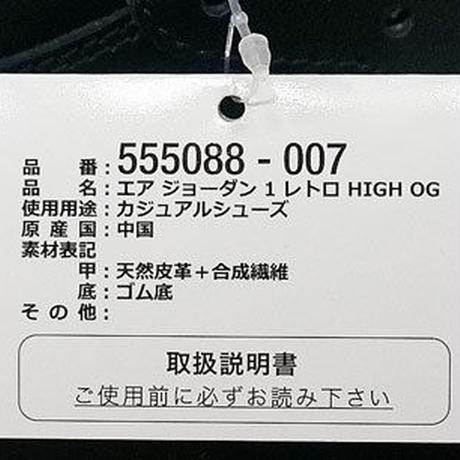 品番：555088 - 007
品名：エア ジョーダン 1 レトロ HIGH OG
使用用途：カジュアルシューズ
原産国：中国
素材表記
甲：天然皮革＋合成繊維
底：ゴム底
その他：
取扱説明書
ご使用前に必ずお読み下さい